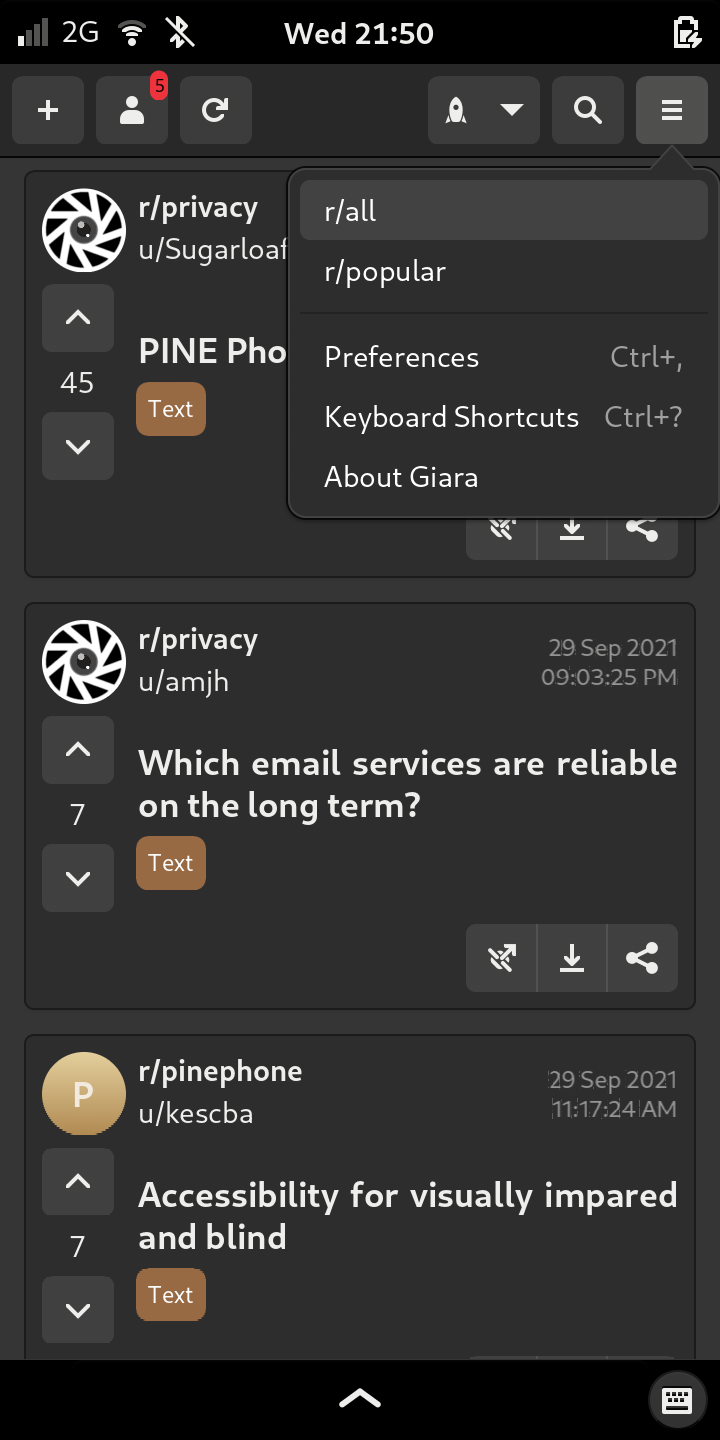 2G
Wed 21:50
5
r/privacy
u/Sugarloaf
PINE Pho
45
Text
r/all
r/popular
Preferences Ctrl+,
Keyboard Shortcuts Ctrl+?
About Giara
r/privacy
u/amjh
29 Sep 2021
09:03:25 PM
Which email services are reliable
on the long term?
7
Text
P
r/pinephone
u/kescba
29 Sep 2021
11:17:24 AM
Accessibility for visually impared
and blind
7
Text